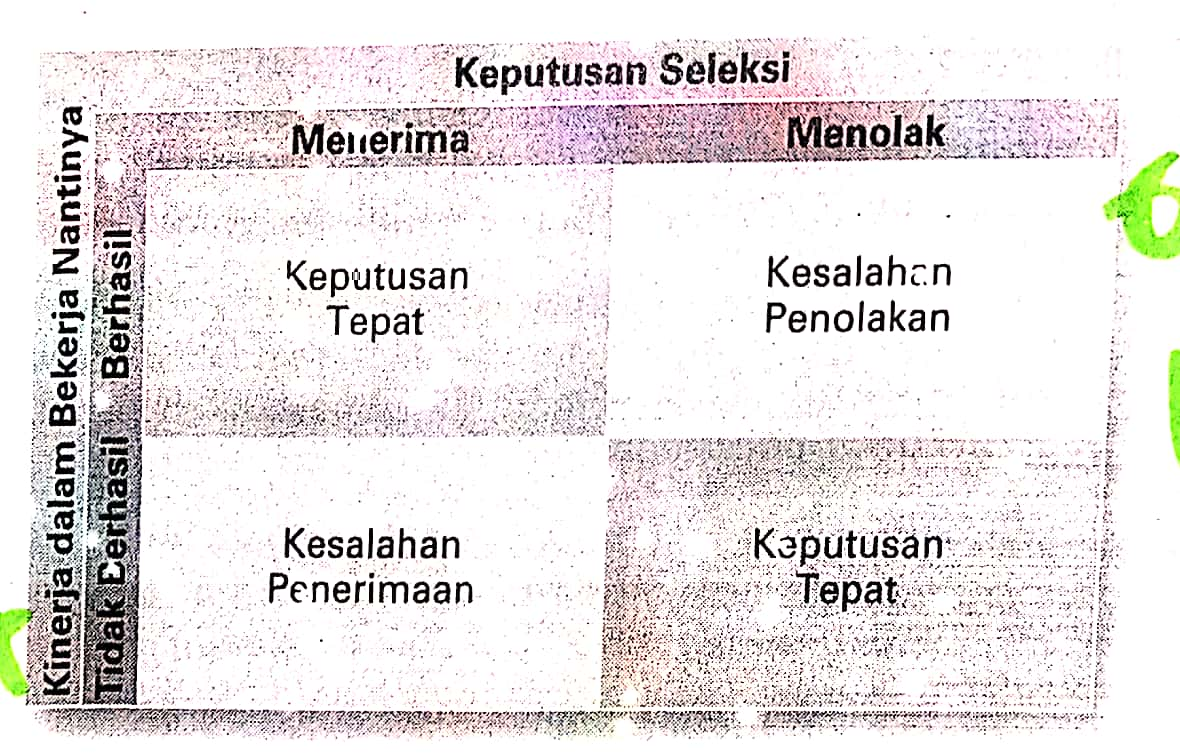 Keputusan Seleksi
Menerima
Menolak
Kinerja dalam Bekerja Nantinya
Berhasil
Tidak Berhasil
Keputusan
Tepat
Kesalahan
Penolakan
Kesalahan
Penerimaan
Keputusan
Tepat